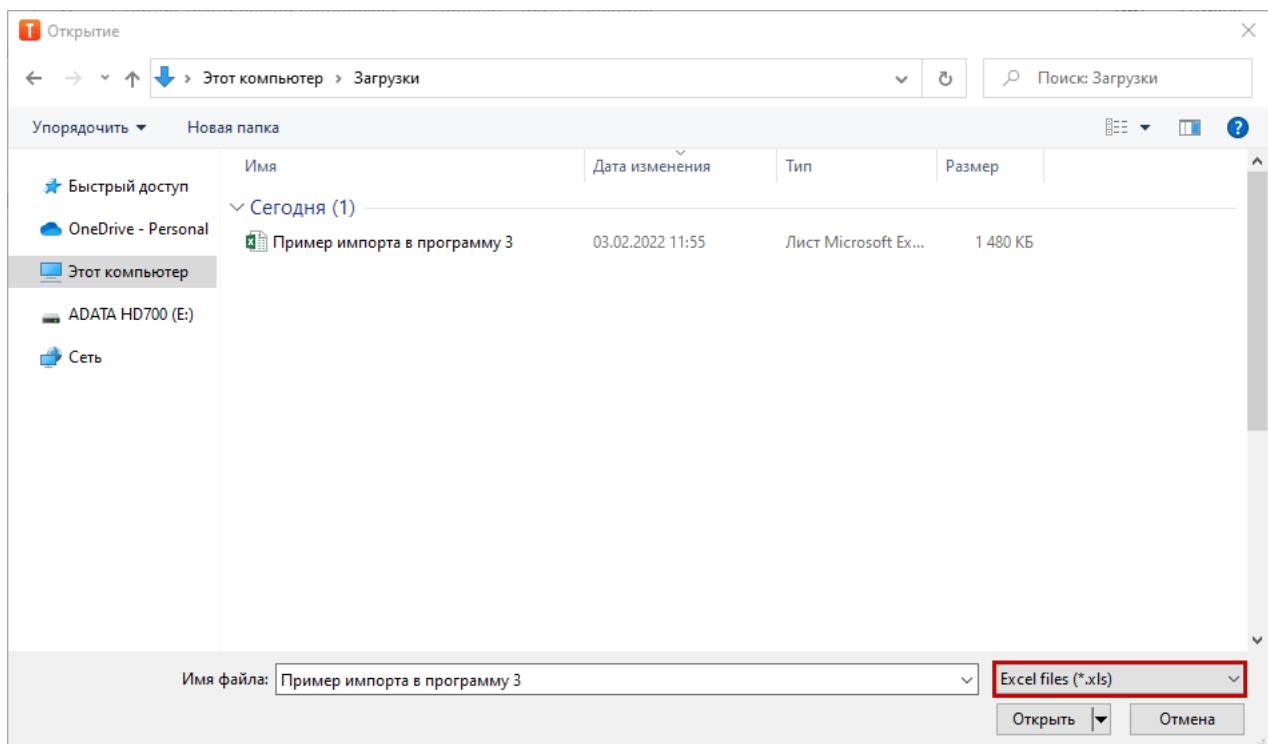 Открытие
Этот компьютер › Загрузки
Поиск: Загрузки
Упорядочить
Новая папка
Имя
Дата изменения
Тип
Размер
Быстрый доступ
OneDrive - Personal
Этот компьютер
ADATA HD700 (E:)
Сеть
Сегодня (1)
Пример импорта в программу 3
03.02.2022 11:55
Лист Microsoft Ex...
1 480 КБ
Имя файла:
Пример импорта в программу 3
Excel files (*.xls)
Открыть
Отмена